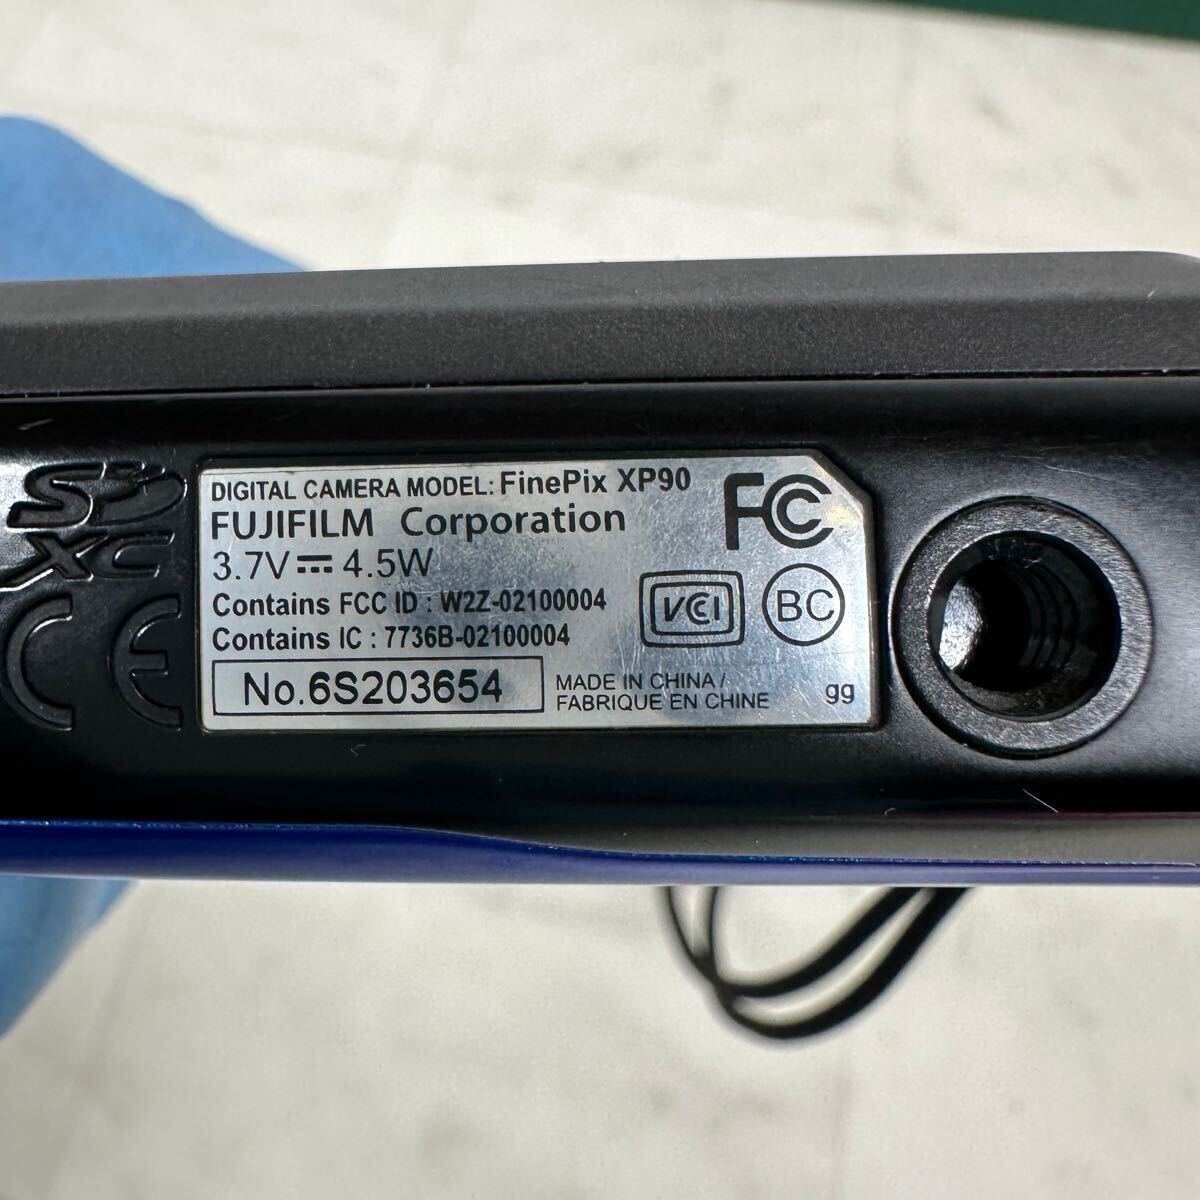 SD
XC
CE
DIGITAL CAMERA MODEL: FinePix XP90
FUJIFILM Corporation
3.7V ⎓ 4.5W
Contains FCC ID : W2Z-02100004
Contains IC : 7736B-02100004
No.6S203654
MADE IN CHINA /
FABRIQUE EN CHINE
gg
FC
VCCI
BC